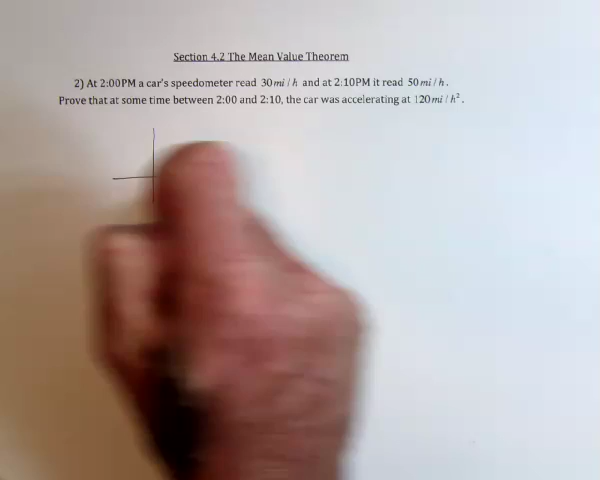 Section 4.2 The Mean Value Theorem
2) At 2:00PM a car's speedometer read 30 mi / h and at 2:10PM it read 50 mi / h.
Prove that at some time between 2:00 and 2:10, the car was accelerating at 120 mi / h².